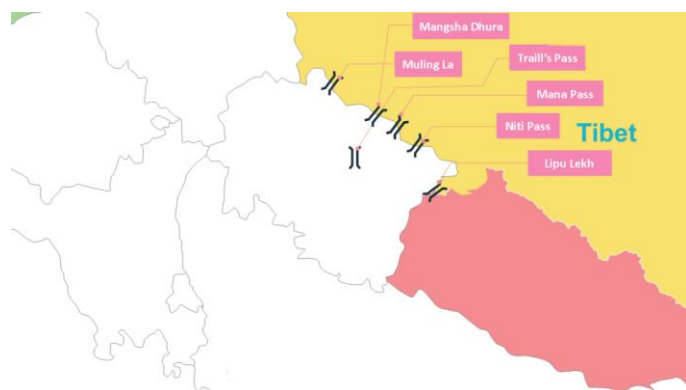 Mangsha Dhura
Muling La
Traill's Pass
Mana Pass
Niti Pass
Tibet
Lipu Lekh